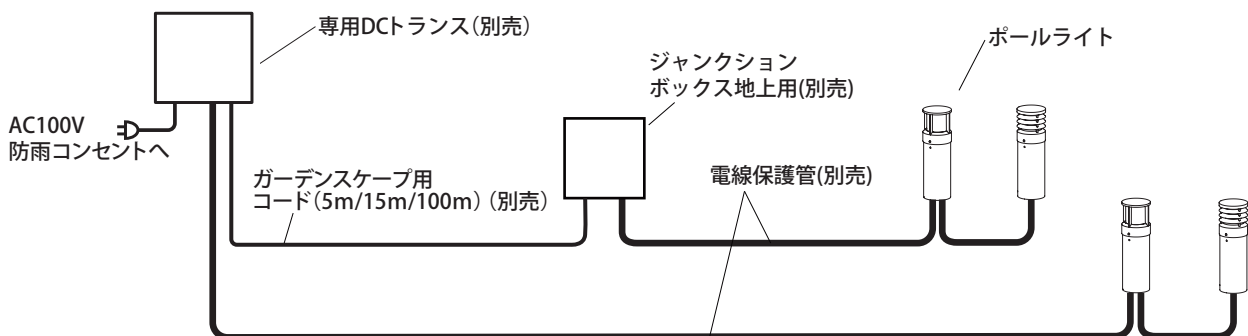 専用DCトランス(別売)
ポールライト
ジャンクション
ボックス地上用(別売)
AC100V
防雨コンセントへ
ガーデンスケープ用
コード(5m/15m/100m)(別売)
電線保護管(別売)